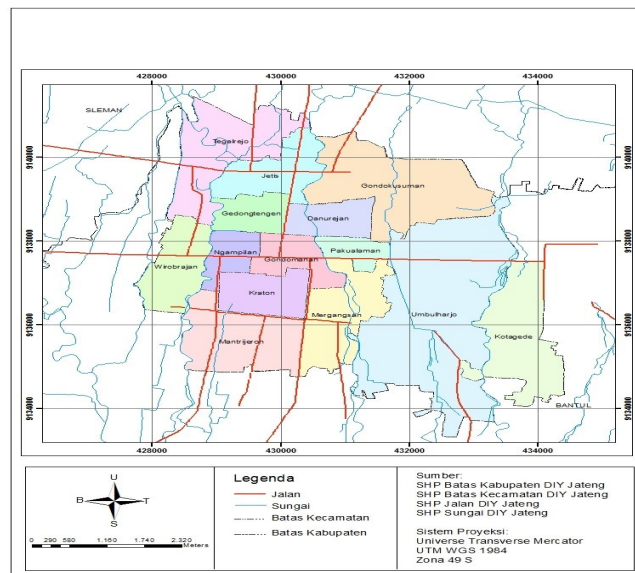 428000 430000 432000 434000
SLEMAN
Tegalrejo
9140000 9140000
Jetis
Gondokusuman
Gedongtengen
Danurejan
9138000 9138000
Ngampilan
Pakualaman
Gondomanan
Wirobrajan
Kraton
Mergangsan
Umbulharjo
9136000 9136000
Kotagede
Mantrijeron
BANTUL
9134000 9134000
428000 430000 432000 434000
U
B T
S
0 290 580 1.160 1.740 2.320
Meters
Legenda
Jalan
Sungai
Batas Kecamatan
Batas Kabupaten
Sumber:
SHP Batas Kabupaten DIY Jateng
SHP Batas Kecamatan DIY Jateng
SHP Jalan DIY Jateng
SHP Sungai DIY Jateng
Sistem Proyeksi:
Universe Transverse Mercator
UTM WGS 1984
Zona 49 S